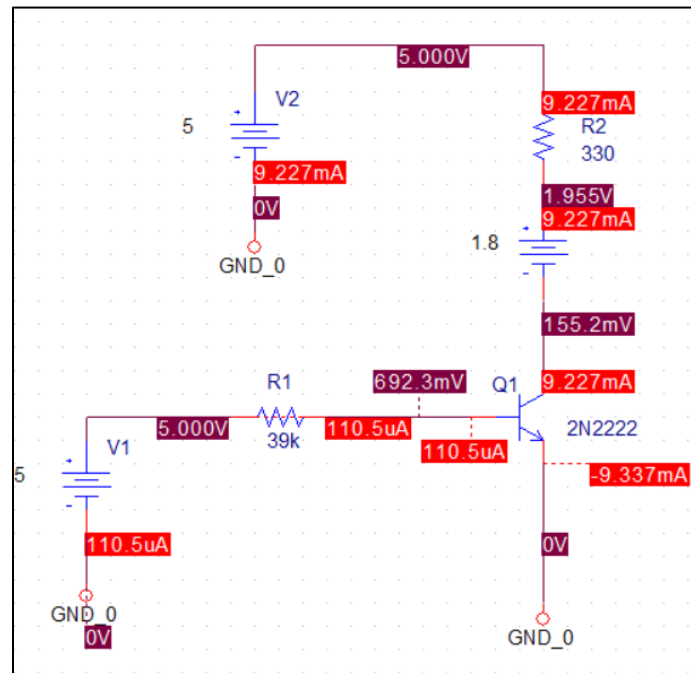 5.000V
V2
5
9.227mA
R2
330
9.227mA
0V
GND_0
1.955V
9.227mA
1.8
155.2mV
R1
692.3mV
Q1
9.227mA
5.000V
39k
110.5uA
2N2222
V1
110.5uA
5
-9.337mA
110.5uA
0V
GND_0
0V
GND_0